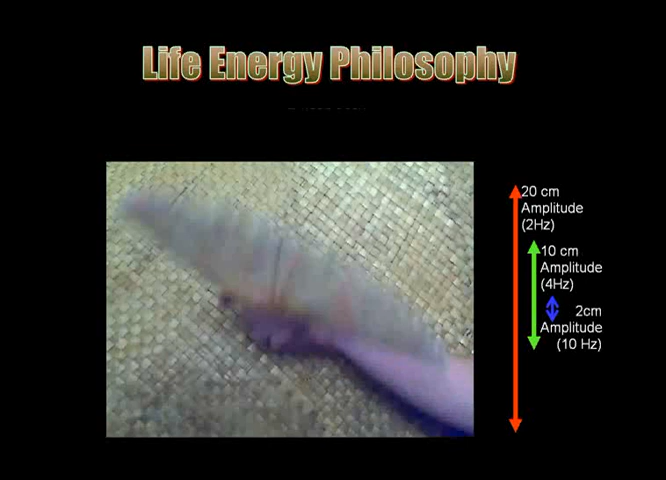 Life Energy Philosophy
20 cm
Amplitude
(2Hz)
10 cm
Amplitude
(4Hz)
2cm
Amplitude
(10 Hz)